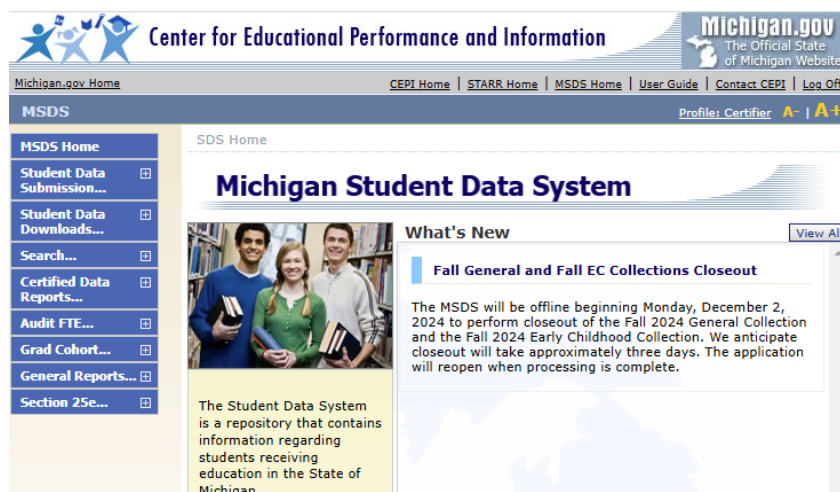 Center for Educational Performance and Information
Michigan.gov
The Official State
of Michigan Website
Michigan.gov Home
CEPI Home | STARR Home | MSDS Home | User Guide | Contact CEPI | Log Off
MSDS
Profile: Certifier A- | A+
MSDS Home
Student Data
Submission...
Student Data
Downloads...
Search...
Certified Data
Reports...
Audit FTE...
Grad Cohort...
General Reports...
Section 25e...
SDS Home
Michigan Student Data System
The Student Data System
is a repository that contains
information regarding
students receiving
education in the State of
Michigan
What's New
View Al
Fall General and Fall EC Collections Closeout
The MSDS will be offline beginning Monday, December 2,
2024 to perform closeout of the Fall 2024 General Collection
and the Fall 2024 Early Childhood Collection. We anticipate
closeout will take approximately three days. The application
will reopen when processing is complete.